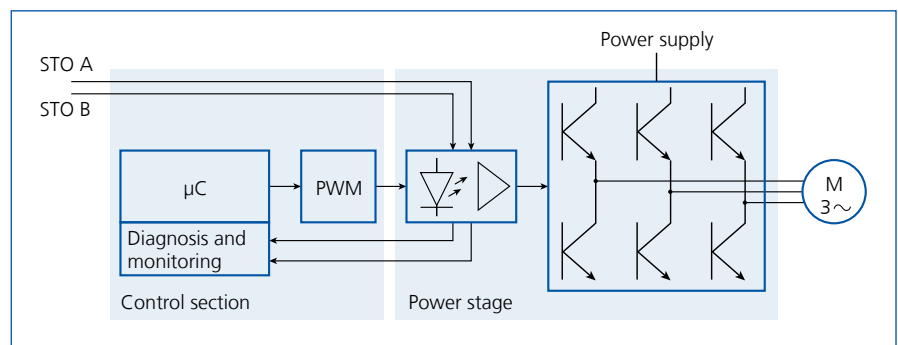 Power supply
STO A
STO B
µC
PWM
M
3~
Diagnosis and
monitoring
Control section
Power stage